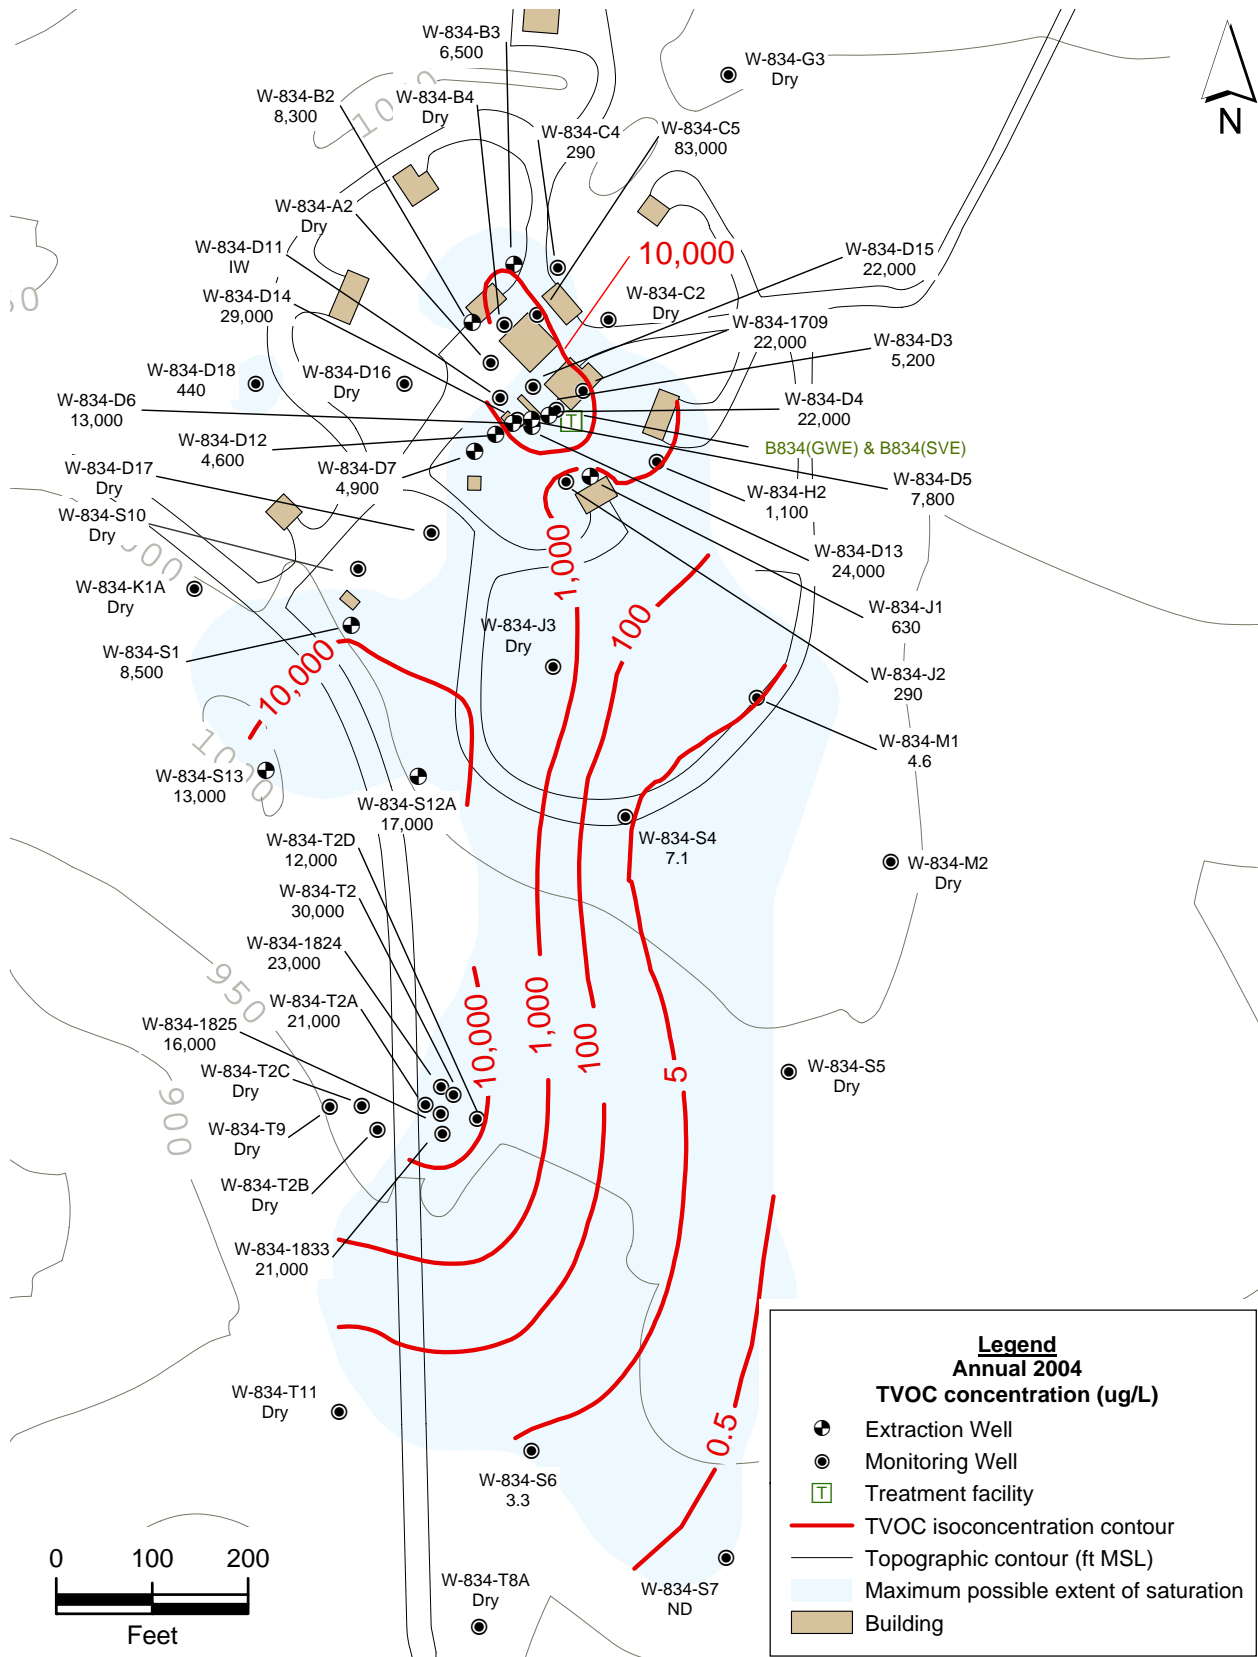 W-834-B3
6,500
W-834-G3
Dry
N
W-834-B2
8,300
W-834-B4
Dry
W-834-C4
290
W-834-C5
83,000
W-834-A2
Dry
W-834-D11
IW
10,000
W-834-D15
22,000
W-834-D14
29,000
W-834-C2
Dry
W-834-1709
22,000
W-834-D3
5,200
W-834-D18
440
W-834-D16
Dry
W-834-D6
13,000
W-834-D4
22,000
T
W-834-D12
4,600
B834(GWE) & B834(SVE)
W-834-D17
Dry
W-834-D7
4,900
W-834-D5
7,800
W-834-H2
1,100
W-834-S10
Dry
W-834-D13
24,000
1,000
W-834-K1A
Dry
W-834-J1
630
100
W-834-J3
Dry
W-834-S1
8,500
10,000
W-834-J2
290
W-834-M1
4.6
W-834-S13
13,000
W-834-S12A
17,000
W-834-T2D
12,000
W-834-S4
7.1
W-834-M2
Dry
W-834-T2
30,000
W-834-1824
23,000
950
W-834-T2A
21,000
10,000
1,000
100
5
W-834-1825
16,000
W-834-T2C
Dry
W-834-S5
Dry
900
W-834-T9
Dry
W-834-T2B
Dry
W-834-1833
21,000
W-834-T11
Dry
0.5
W-834-S6
3.3
W-834-T8A
Dry
W-834-S7
ND
0 100 200
Feet
Legend
Annual 2004
TVOC concentration (ug/L)
Extraction Well
Monitoring Well
T Treatment facility
TVOC isoconcentration contour
Topographic contour (ft MSL)
Maximum possible extent of saturation
Building